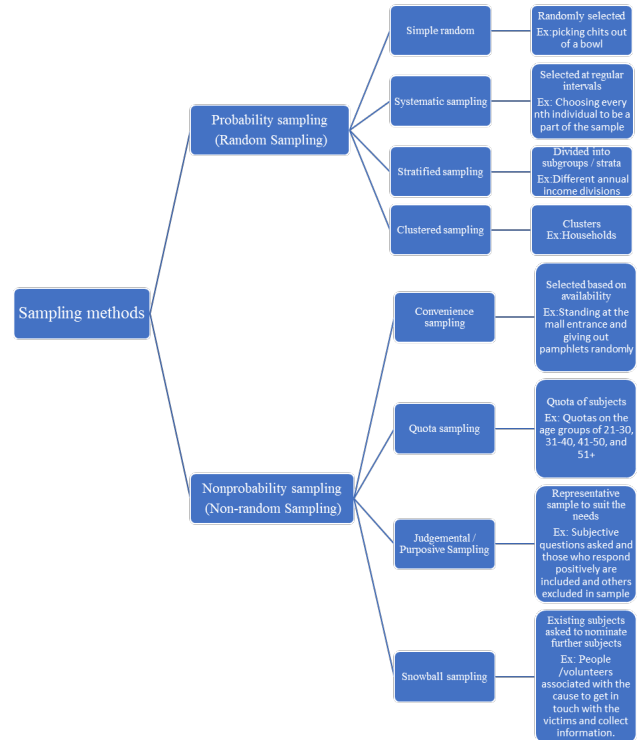 Sampling methods
Probability sampling
(Random Sampling)
Simple random
Randomly selected
Ex:picking chits out
of a bowl
Systematic sampling
Selected at regular
intervals
Ex: Choosing every
nth individual to be a
part of the sample
Stratified sampling
Divided into
subgroups / strata
Ex:Different annual
income divisions
Clustered sampling
Clusters
Ex:Households
Nonprobability sampling
(Non-random Sampling)
Convenience
sampling
Selected based on
availability
Ex:Standing at the
mall entrance and
giving out
pamphlets randomly
Quota sampling
Quota of subjects
Ex: Quotas on the
age groups of 21-30,
31-40, 41-50, and
51+
Judgemental /
Purposive Sampling
Representative
sample to suit the
needs
Ex: Subjective
questions asked and
those who respond
positively are
included and others
excluded in sample
Snowball sampling
Existing subjects
asked to nominate
further subjects
Ex: People
/volunteers
associated with the
cause to get in
touch with the
victims and collect
information.